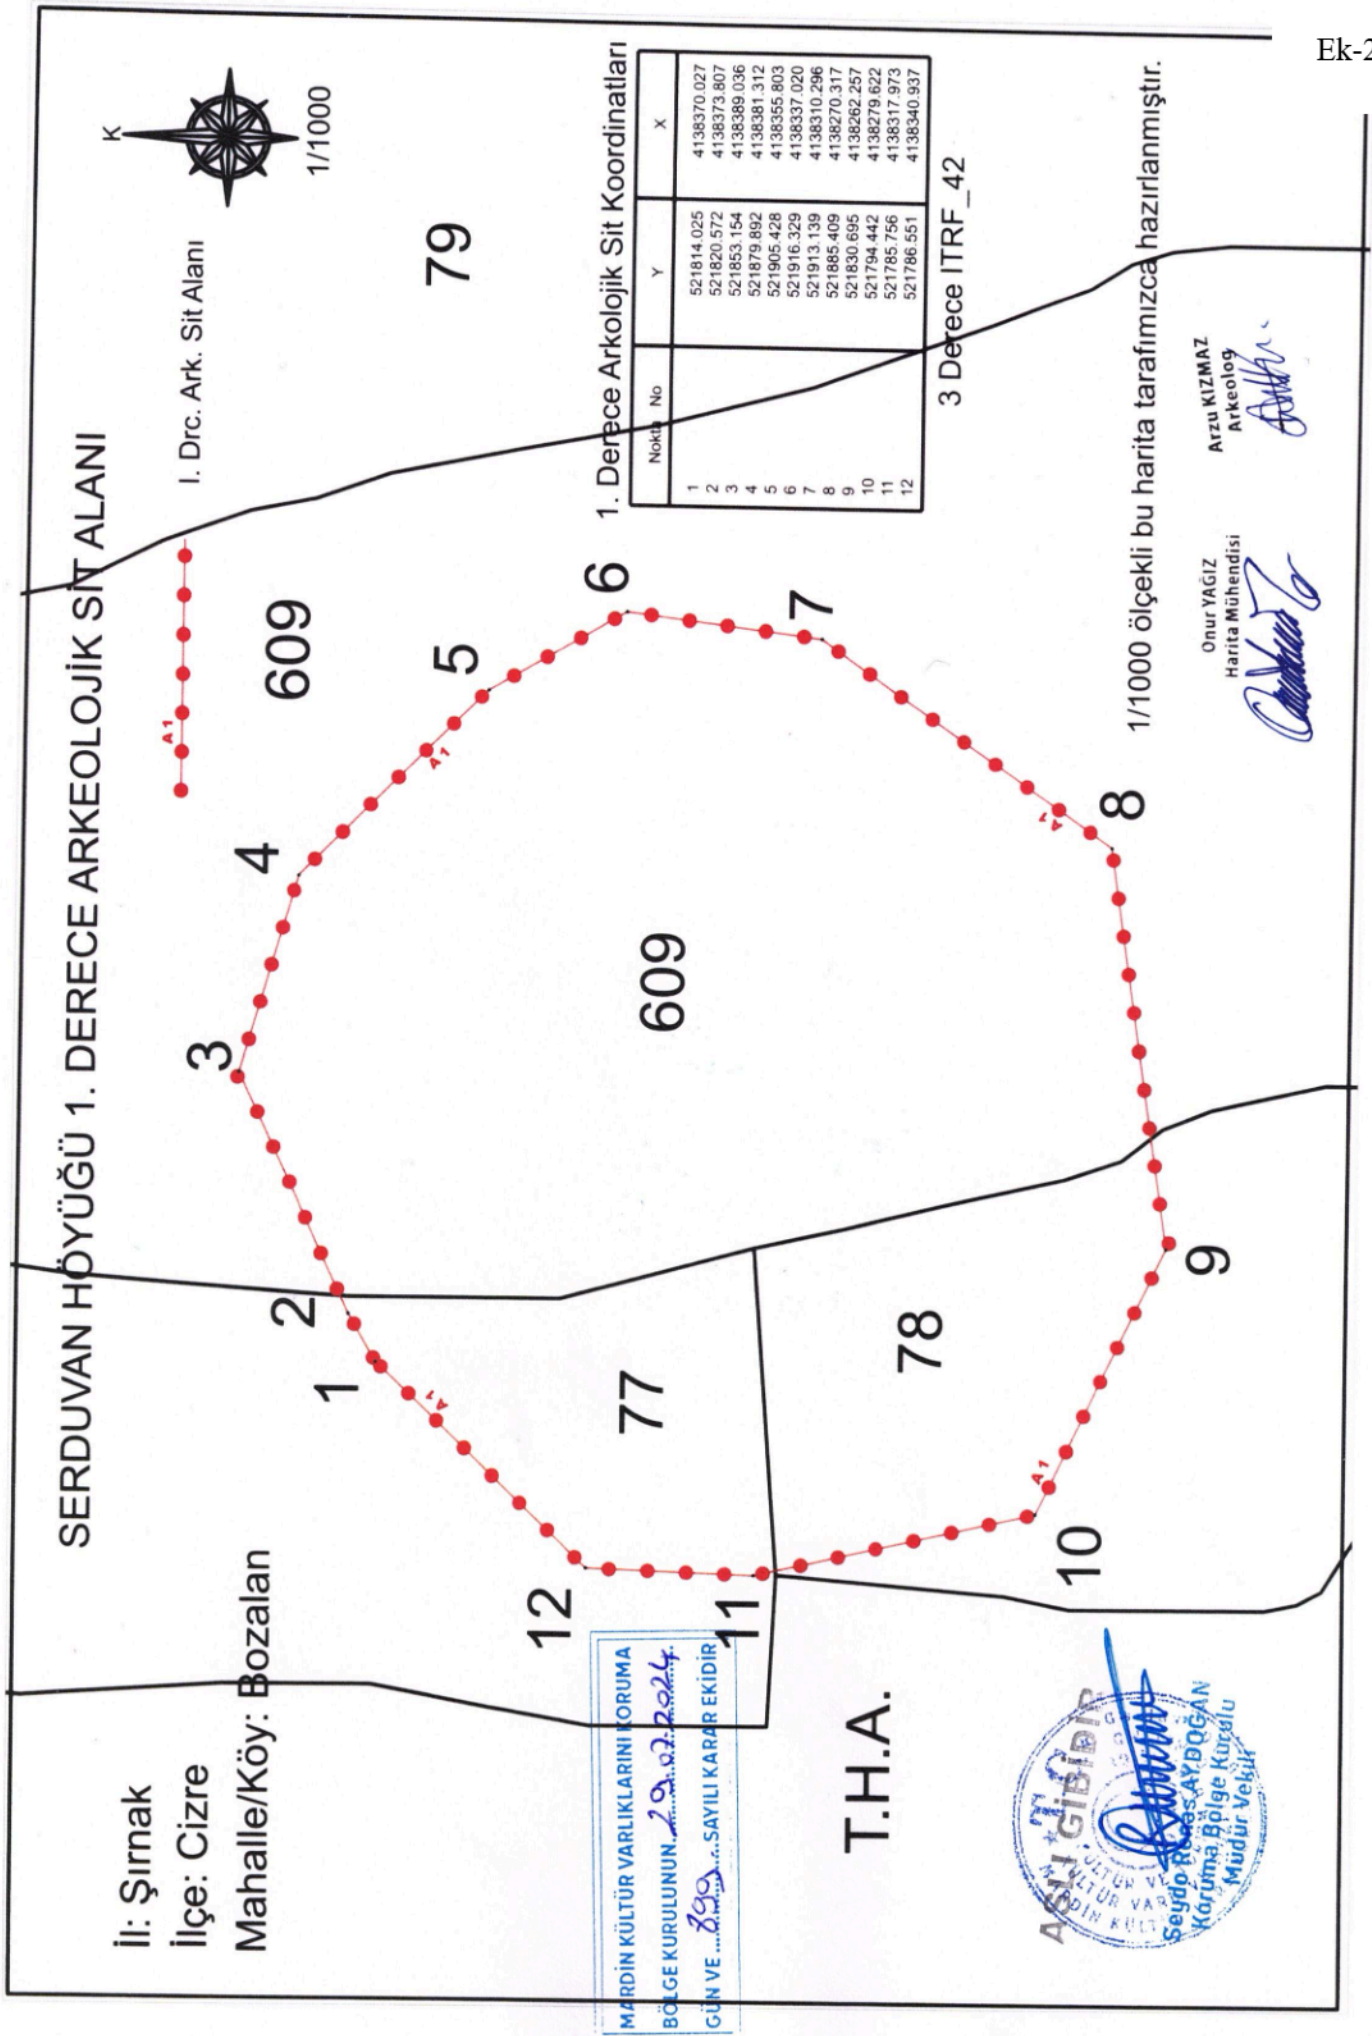 Ek-2
SERDUVAN HÖYÜĞÜ 1. DERECE ARKEOLOJİK SİT ALANI
İl: Şırnak
İlçe: Cizre
Mahalle/Köy: Bozalan
A1
I. Drc. Ark. Sit Alanı
K
1/1000
79
609
1
2
3
4
5
6
7
8
9
10
11
12
A1
A1
A1
A1
609
77
78
T.H.A.
1. Derece Arkolojik Sit Koordinatları
Nokta No Y X
1 521814.025 4138370.027
2 521820.572 4138373.807
3 521853.154 4138389.036
4 521879.892 4138381.312
5 521905.428 4138355.803
6 521916.329 4138337.020
7 521913.139 4138310.296
8 521885.409 4138270.317
9 521830.695 4138262.257
10 521794.442 4138279.622
11 521785.756 4138317.973
12 521786.551 4138340.937
3 Derece ITRF_42
MARDİN KÜLTÜR VARLIKLARINI KORUMA
BÖLGE KURULUNUN 29.07.2024
GÜN VE 899 SAYILI KARAR EKİDİR
1/1000 ölçekli bu harita tarafımızca hazırlanmıştır.
Onur YAĞIZ
Harita Mühendisi
Arzu KIZMAZ
Arkeolog
ASLI GİBİDİR
T.C.
Seydo Ronas AYDOĞAN
Koruma Bölge Kurulu
Müdür Vekili